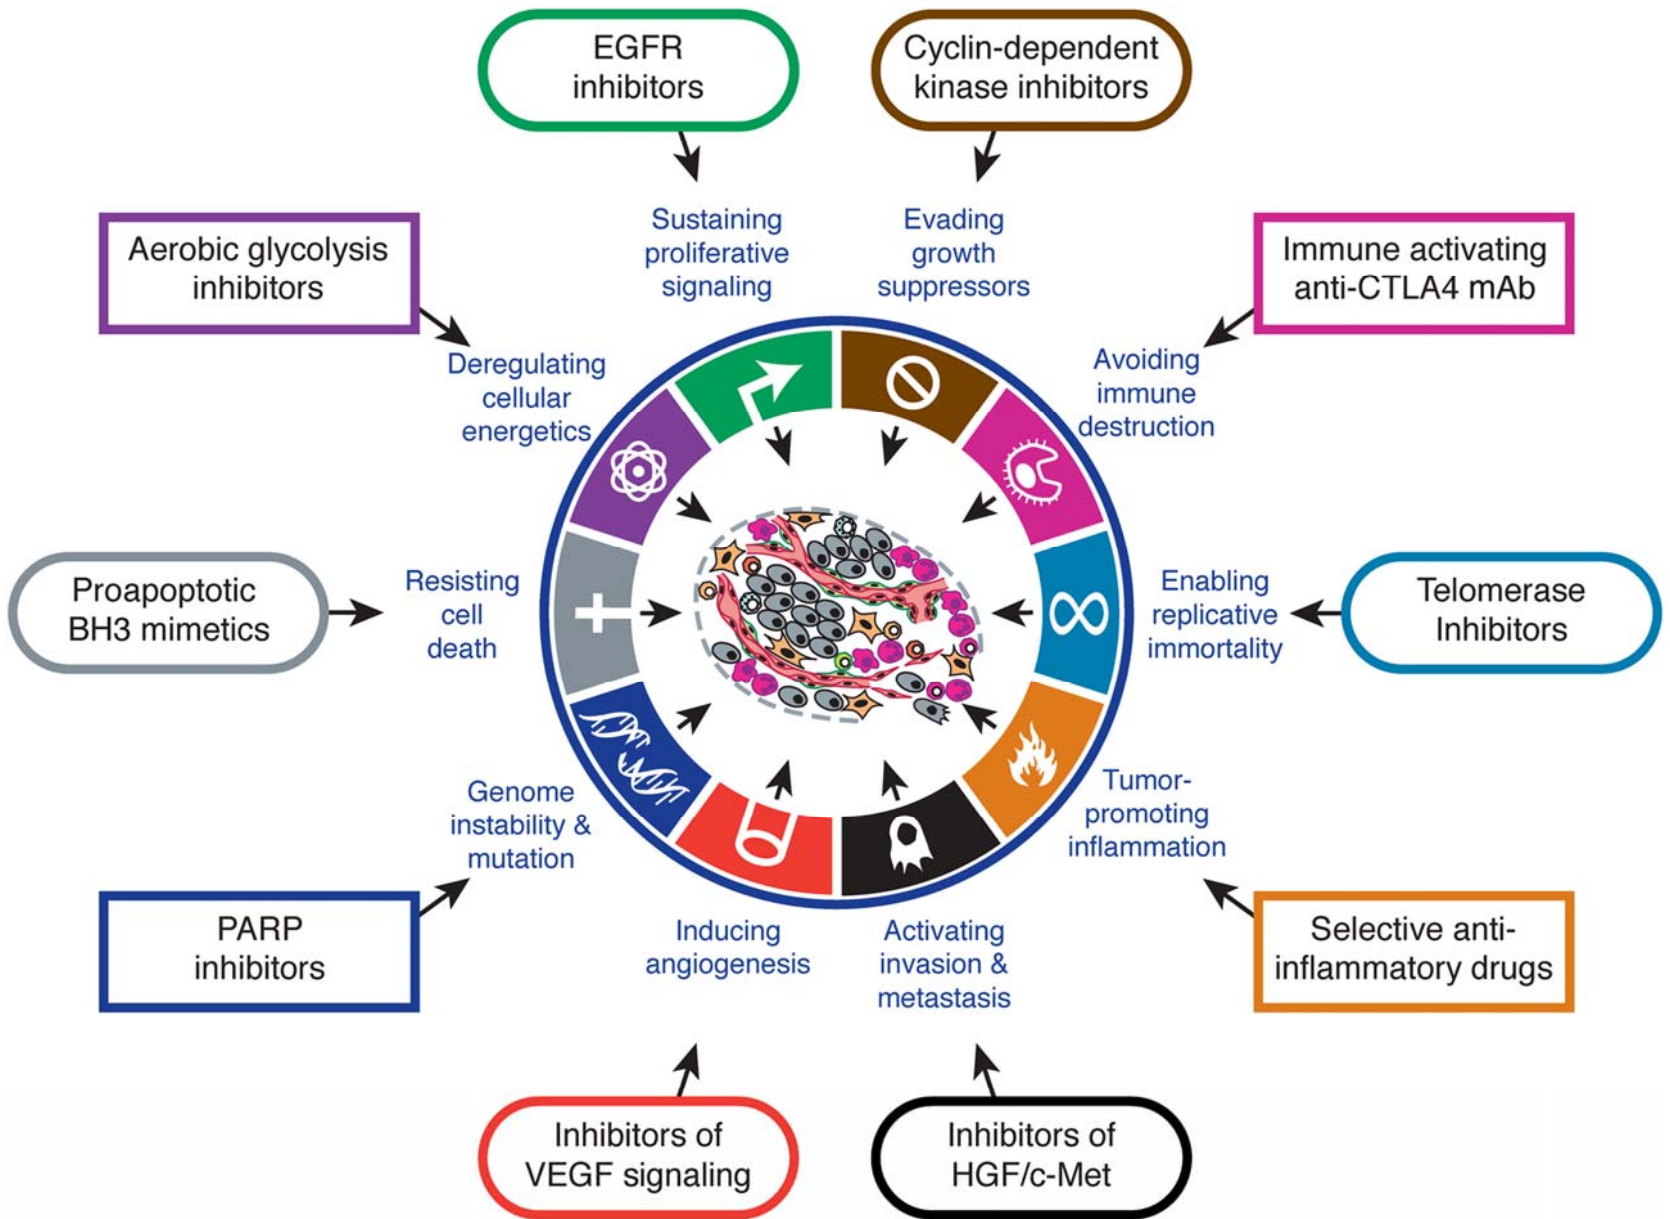 EGFR
inhibitors
Cyclin-dependent
kinase inhibitors
Sustaining
proliferative
signaling
Evading
growth
suppressors
Aerobic glycolysis
inhibitors
Immune activating
anti-CTLA4 mAb
Deregulating
cellular
energetics
Avoiding
immune
destruction
Proapoptotic
BH3 mimetics
Resisting
cell
death
Enabling
replicative
immortality
Telomerase
Inhibitors
Genome
instability &
mutation
Tumor-
promoting
inflammation
PARP
inhibitors
Inducing
angiogenesis
Activating
invasion &
metastasis
Selective anti-
inflammatory drugs
Inhibitors of
VEGF signaling
Inhibitors of
HGF/c-Met